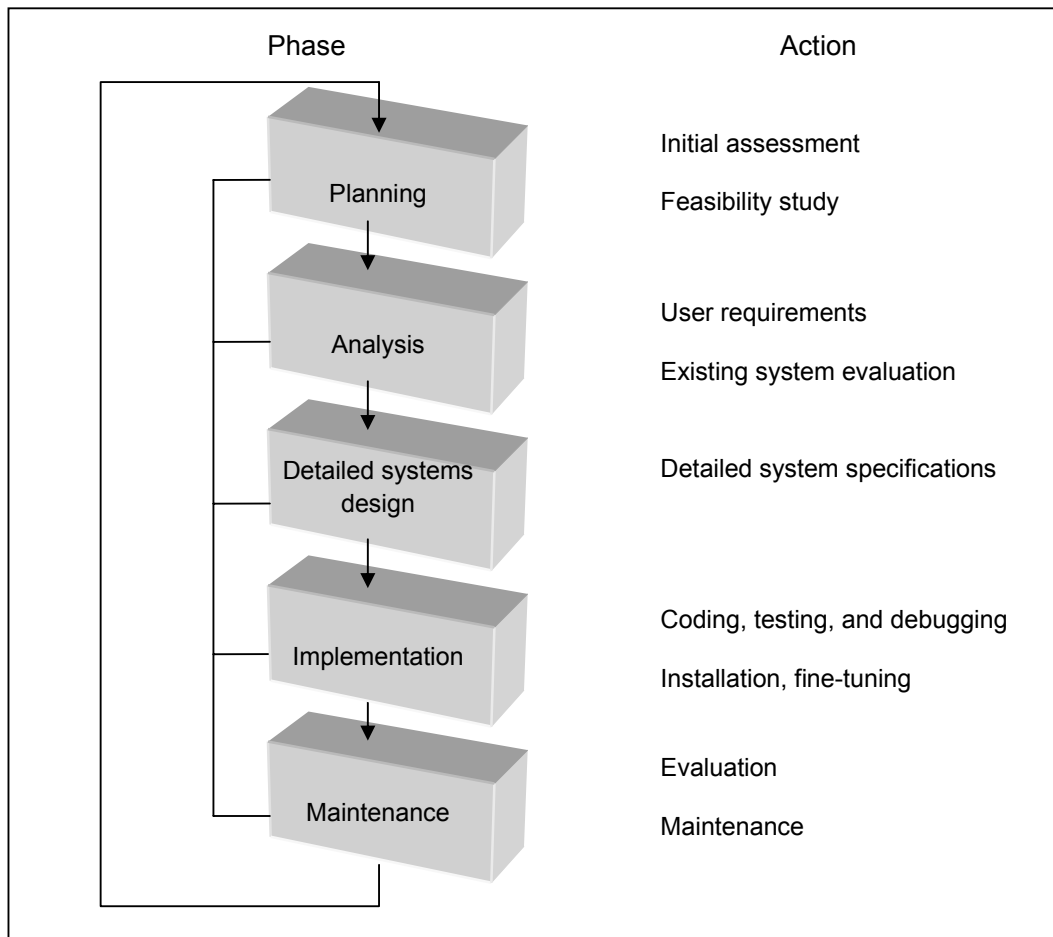 Phase
Action
Planning
Initial assessment
Feasibility study
Analysis
User requirements
Existing system evaluation
Detailed systems
design
Detailed system specifications
Implementation
Coding, testing, and debugging
Installation, fine-tuning
Maintenance
Evaluation
Maintenance